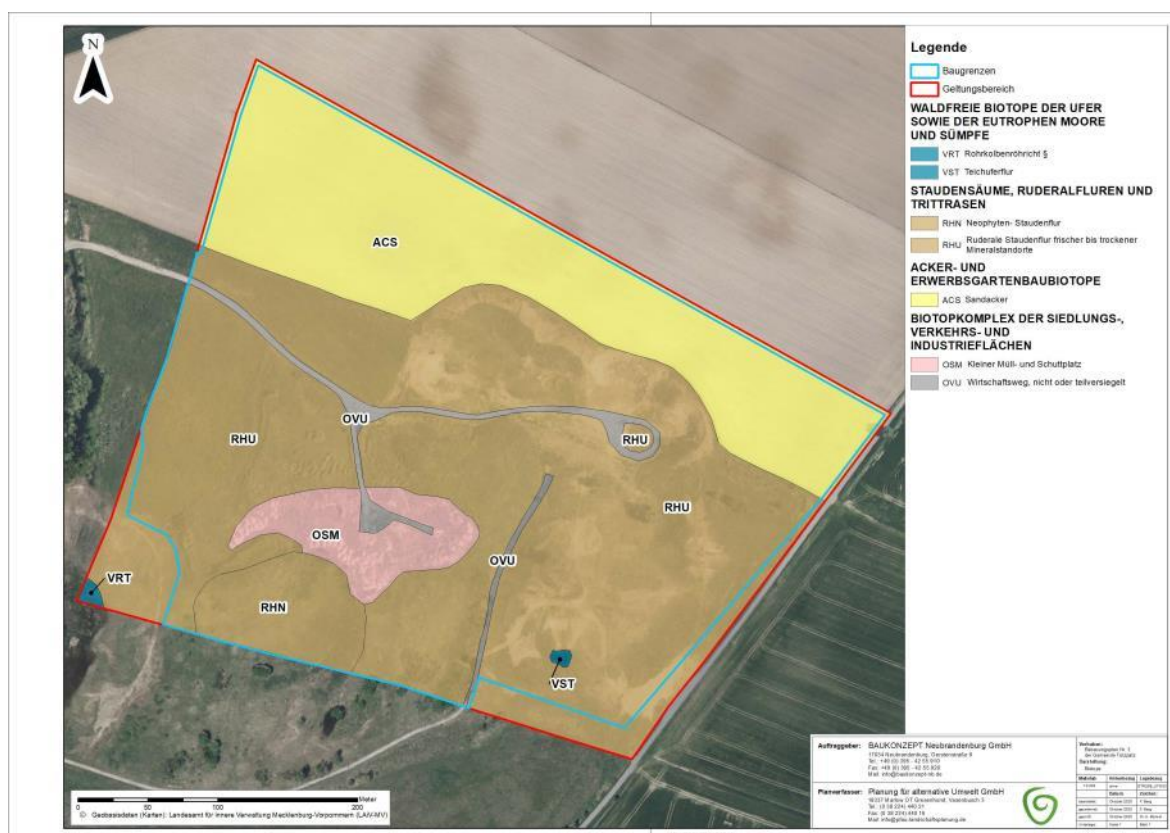 N
ACS
OVU
RHU
RHU
RHU
OSM
OVU
VRT
RHN
VST
Meter
0 50 100 200
© Geobasisdaten (Karten): Landesamt für innere Verwaltung Mecklenburg-Vorpommern (LAiV-MV)
Legende
Baugrenzen
Geltungsbereich
WALDFREIE BIOTOPE DER UFER
SOWIE DER EUTROPHEN MOORE
UND SÜMPFE
VRT Rohrkolbenröhricht §
VST Teichuferflur
STAUDENSÄUME, RUDERALFLUREN UND
TRITTRASEN
RHN Neophyten- Staudenflur
RHU Ruderale Staudenflur frischer bis trockener
Mineralstandorte
ACKER- UND
ERWERBSGARTENBAUBIOTOPE
ACS Sandacker
BIOTOPKOMPLEX DER SIEDLUNGS-,
VERKEHRS- UND
INDUSTRIEFLÄCHEN
OSM Kleiner Müll- und Schuttplatz
OVU Wirtschaftsweg, nicht oder teilversiegelt
Auftraggeber: BAUKONZEPT Neubrandenburg GmbH
17034 Neubrandenburg,
Planverfasser: Planung für alternative Umwelt GmbH